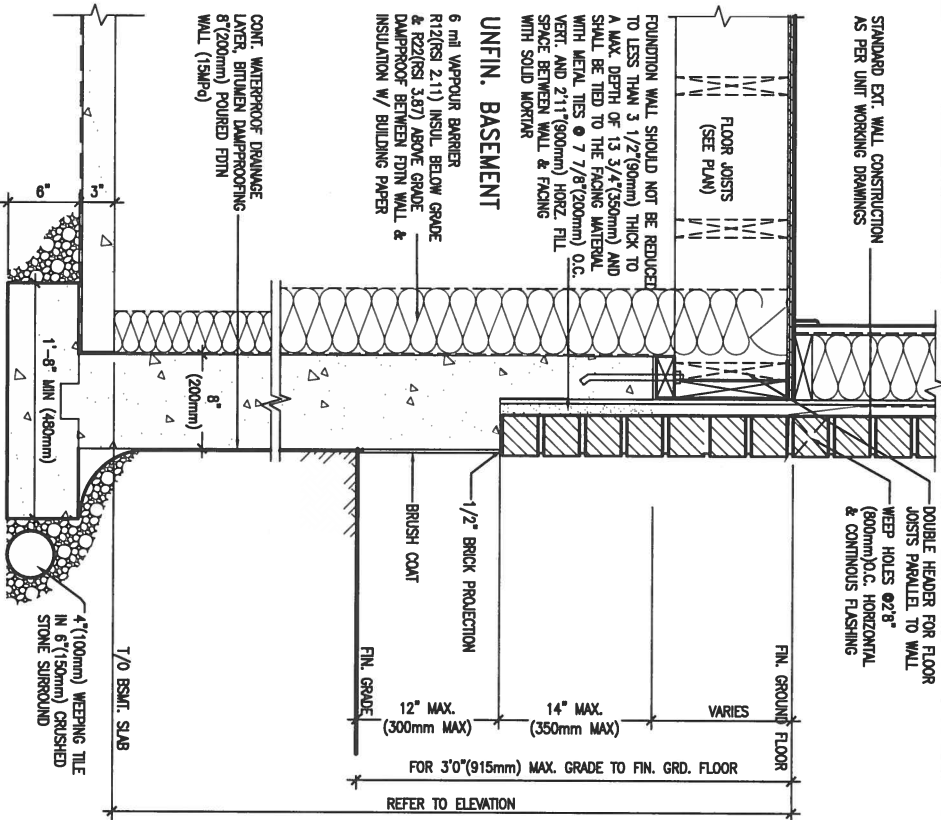 STANDARD EXT. WALL CONSTRUCTION
AS PER UNIT WORKING DRAWINGS
FLOOR JOISTS
(SEE PLAN)
FOUNDTION WALL SHOULD NOT BE REDUCED
TO LESS THAN 3 1/2"(90mm) THICK TO
A MAX. DEPTH OF 13 3/4"(350mm) AND
SHALL BE TIED TO THE FACING MATERIAL
WITH METAL TIES @ 7 7/8"(200mm) O.C.
VERT. AND 2'11"(900mm) HORZ. FILL
SPACE BETWEEN WALL & FACING
WITH SOLID MORTAR
UNFIN. BASEMENT
6 mil VAPPOUR BARRIER
R12(RSI 2.11) INSUL. BELOW GRADE
& R22(RSI 3.87) ABOVE GRADE
DAMPPROOF BETWEEN FDTN WALL &
INSULATION W/ BUILDING PAPER
CONT. WATERPROOF DRAINAGE
LAYER, BITUMEN DAMPPROOFING
8"(200mm) POURED FDTN
WALL (15MPa)
6"
3"
1'-8" MIN (480mm)
8"
(200mm)
DOUBLE HEADER FOR FLOOR
JOISTS PARALLEL TO WALL
WEEP HOLES @2'8"
(800mm)O.C. HORIZONTAL
& CONTINOUS FLASHING
1/2" BRICK PROJECTION
BRUSH COAT
4"(100mm) WEEPING TILE
IN 6"(150mm) CRUSHED
STONE SURROUND
T/O BSMT. SLAB
FIN. GRADE
FIN. GROUND FLOOR
12" MAX.
(300mm MAX)
14" MAX.
(350mm MAX)
VARIES
FOR 3'0"(915mm) MAX. GRADE TO FIN. GRD. FLOOR
REFER TO ELEVATION